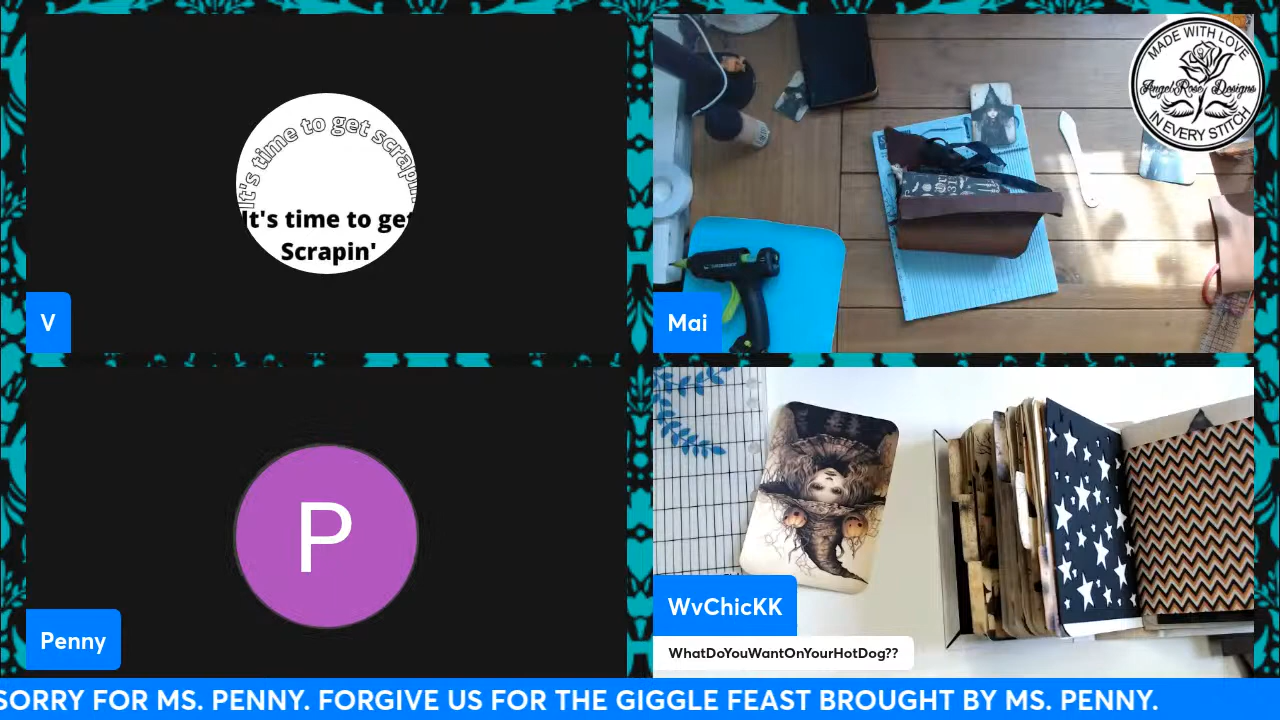 It's time to get scrapin'
It's time to get
Scrapin'
V
MADE WITH LOVE
AngelRose Designs
IN EVERY STITCH
Mai
P
Penny
WvChicKK
WhatDoYouWantOnYourHotDog??
SORRY FOR MS. PENNY. FORGIVE US FOR THE GIGGLE FEAST BROUGHT BY MS. PENNY.